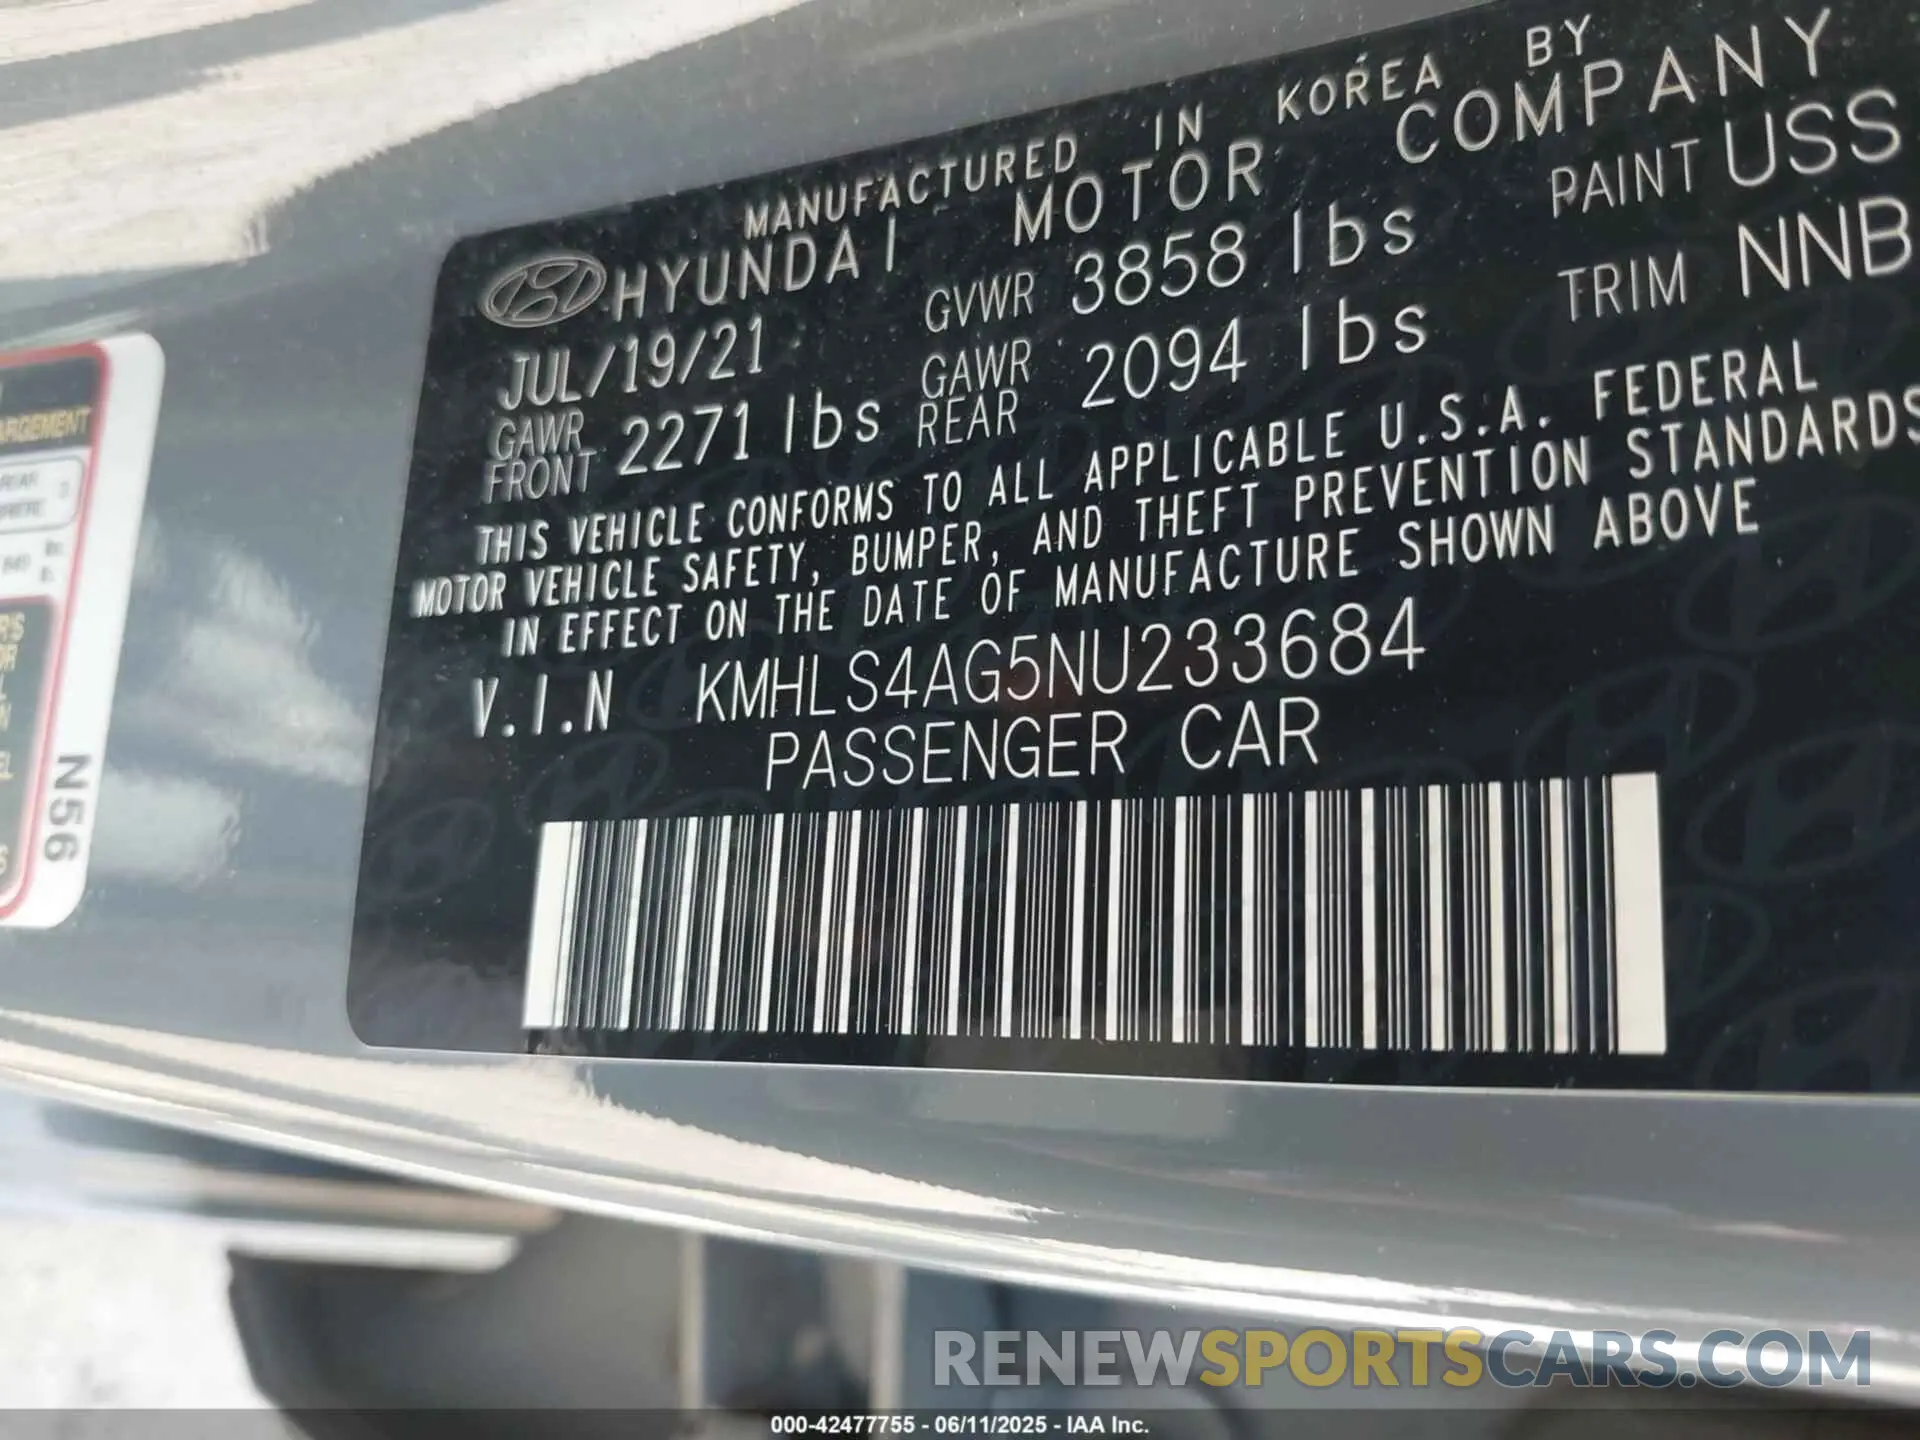 MANUFACTURED IN KOREA BY
HYUNDAI MOTOR COMPANY
JUL/19/21 GVWR 3858 lbs PAINT USS
GAWR FRONT 2271 lbs GAWR REAR 2094 lbs TRIM NNB
THIS VEHICLE CONFORMS TO ALL APPLICABLE U.S.A. FEDERAL
MOTOR VEHICLE SAFETY, BUMPER, AND THEFT PREVENTION STANDARDS
IN EFFECT ON THE DATE OF MANUFACTURE SHOWN ABOVE
V.I.N KMHLS4AG5NU233684
PASSENGER CAR
N56
RENEWSPORTSCARS.COM
000-42477755 - 06/11/2025 - IAA Inc.